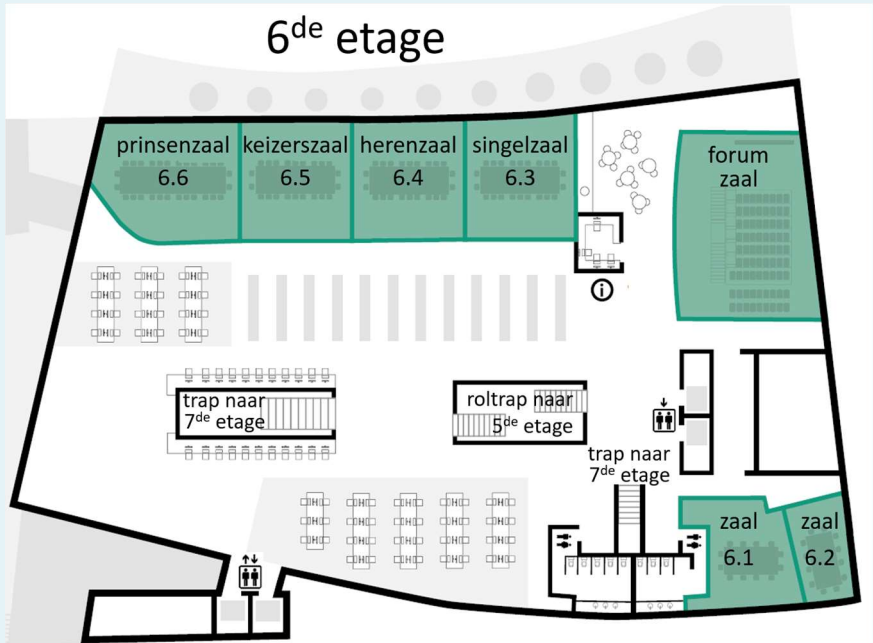 6de etage
prinsenzaal
6.6
keizerszaal
6.5
herenzaal
6.4
singelzaal
6.3
forum
zaal
i
trap naar
7de etage
roltrap naar
5de etage
trap naar
7de etage
zaal
6.1
zaal
6.2